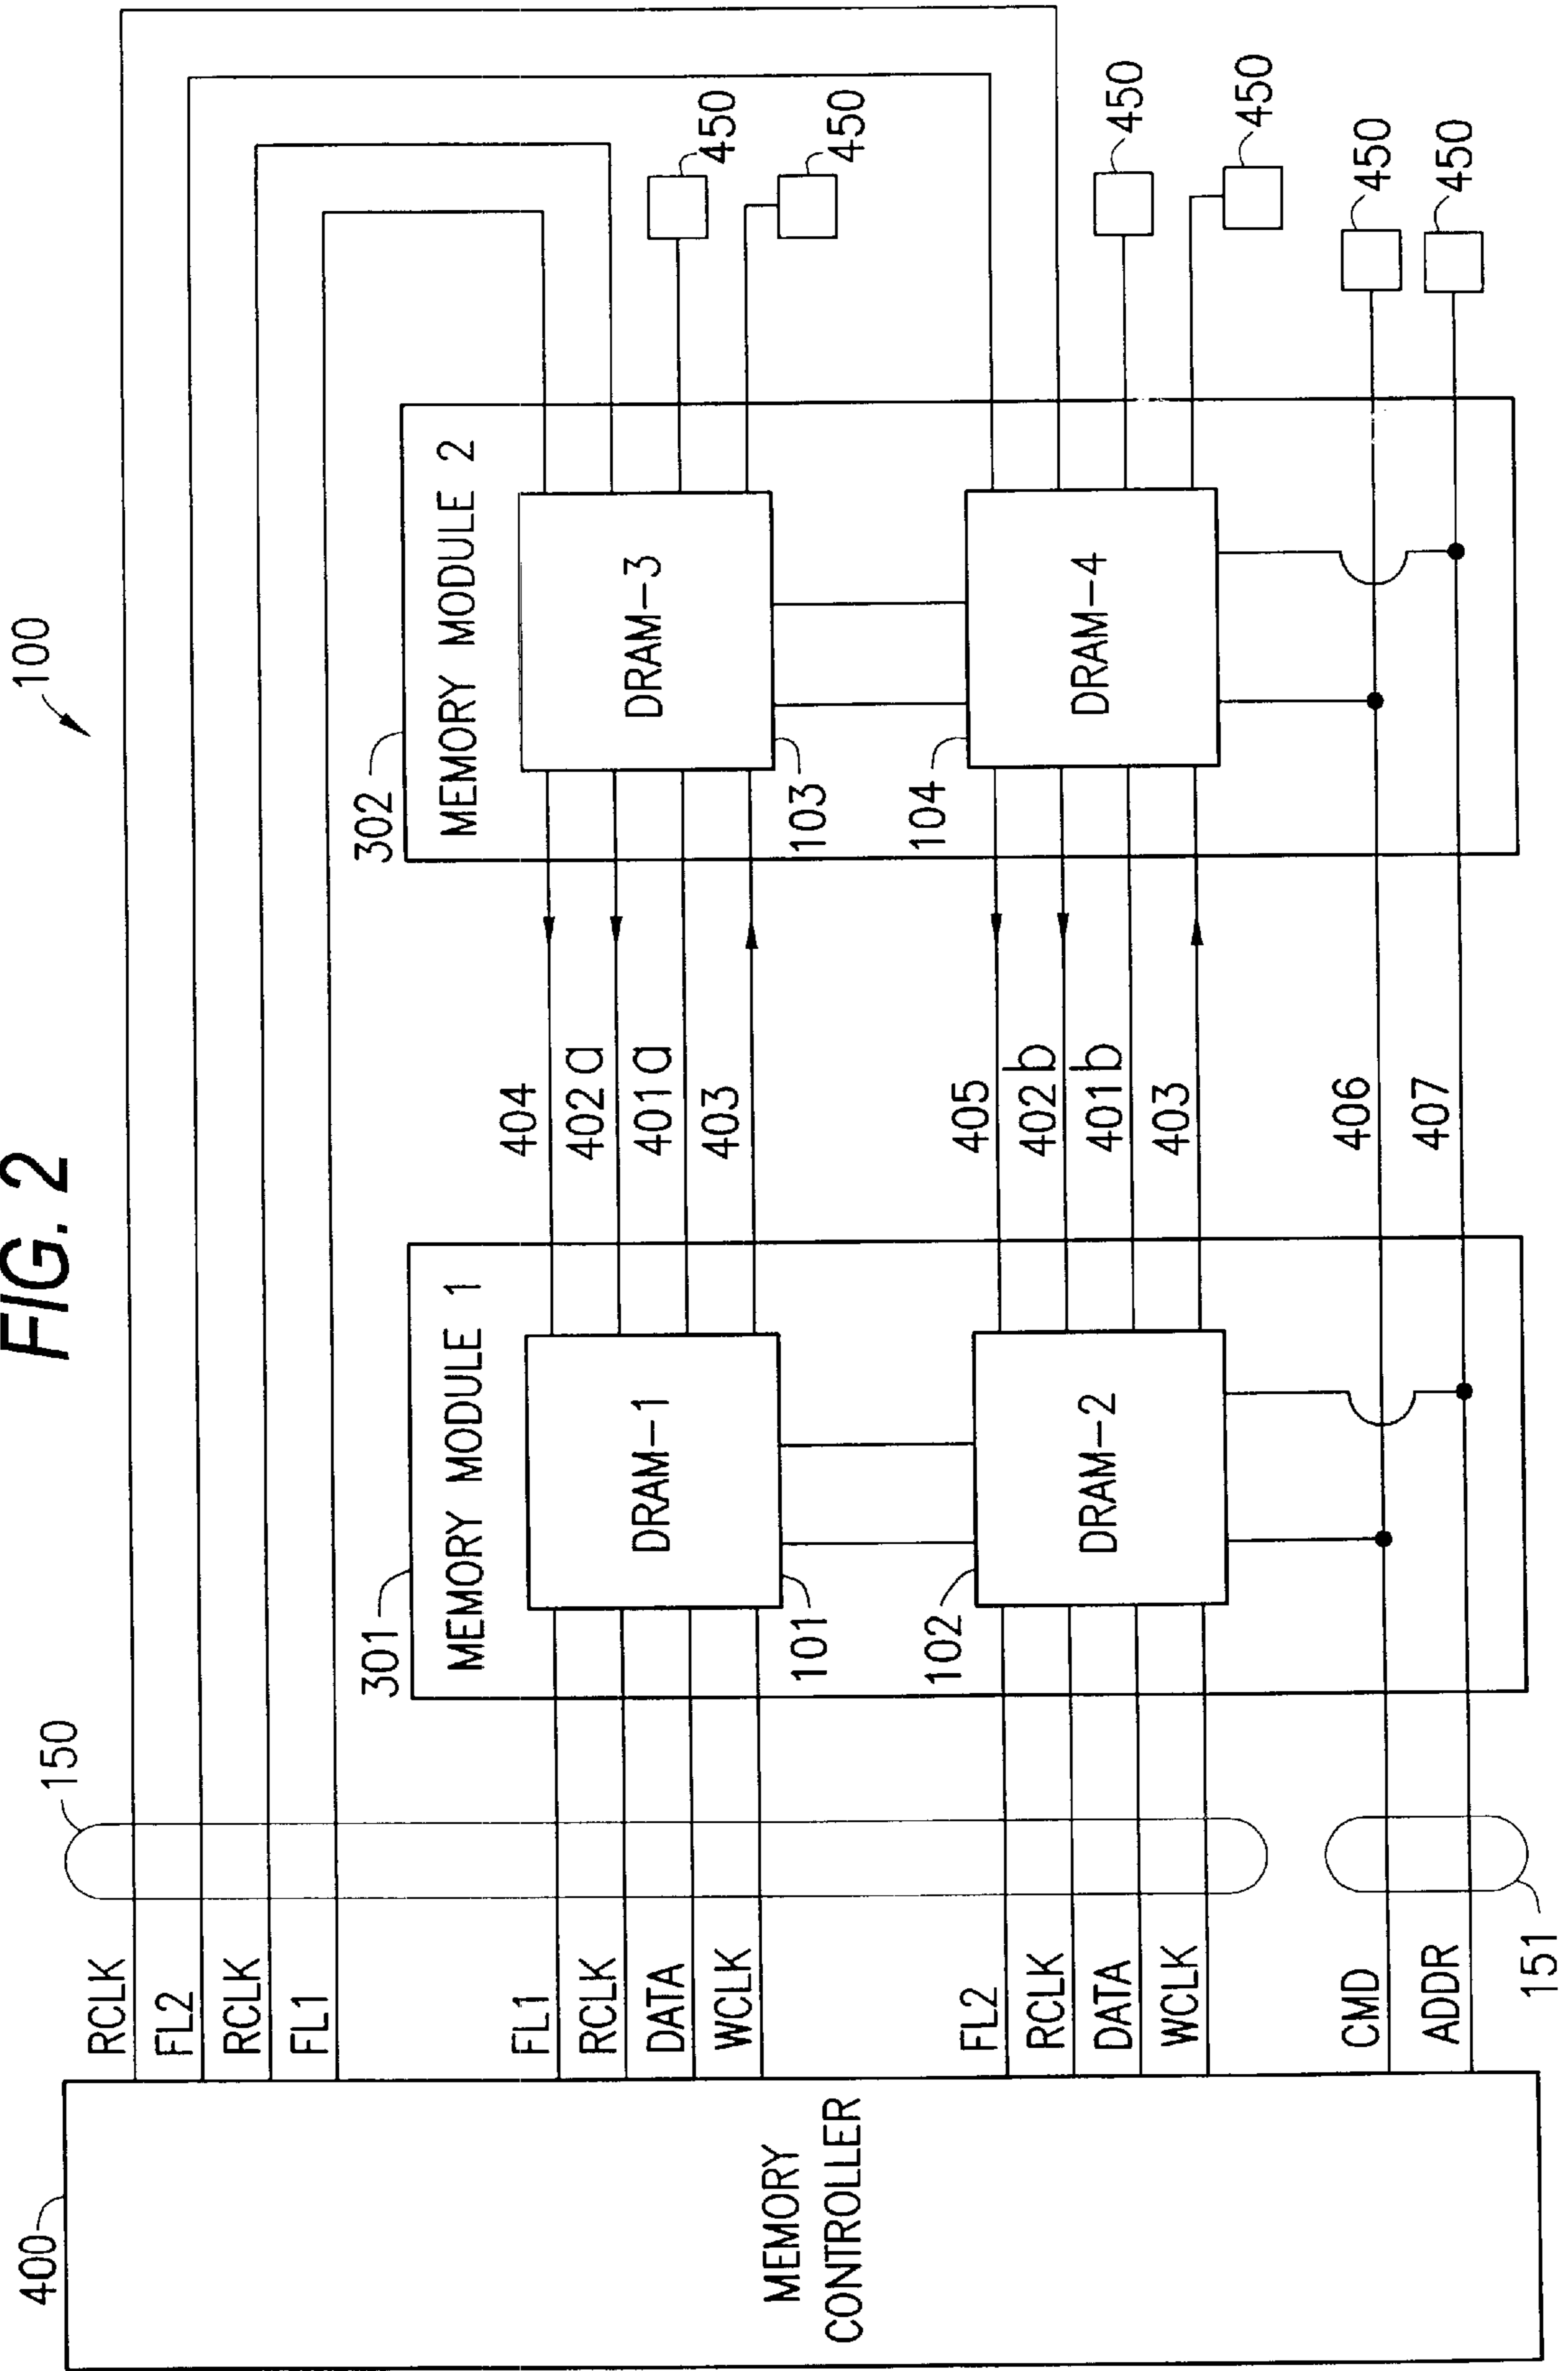 FIG. 2
100
400
MEMORY
CONTROLLER
RCLK
FL2
RCLK
FL1
FL1
RCLK
DATA
WCLK
FL2
RCLK
DATA
WCLK
CMD
ADDR
150
151
301
MEMORY MODULE 1
DRAM-1
101
DRAM-2
102
404
402a
401a
403
405
402b
401b
403
406
407
302
MEMORY MODULE 2
DRAM-3
103
DRAM-4
104
450
450
450
450
450
450